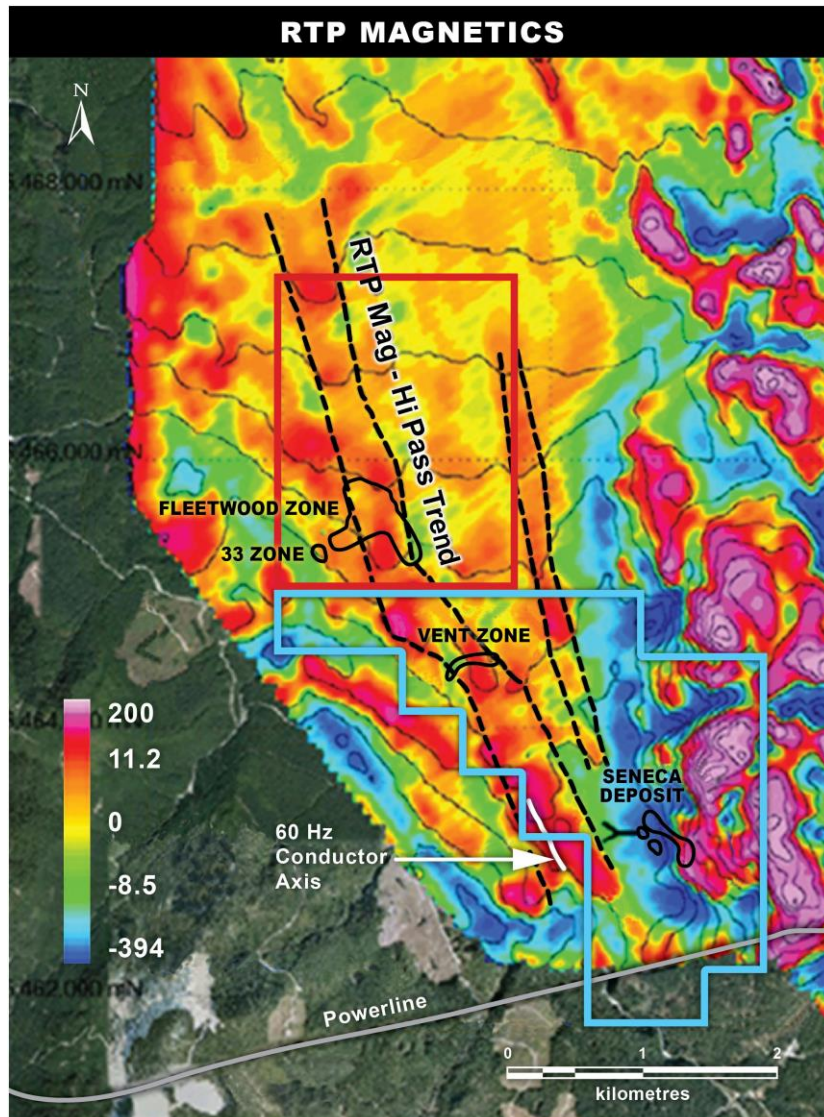 RTP MAGNETICS
N
5,468,000 mN
RTP Mag - Hi Pass Trend
466,000 mN
FLEETWOOD ZONE
33 ZONE
VENT ZONE
200
11.2
0
-8.5
-394
SENECA
DEPOSIT
60 Hz
Conductor
Axis
462,000 mN
Powerline
0 1 2
kilometres